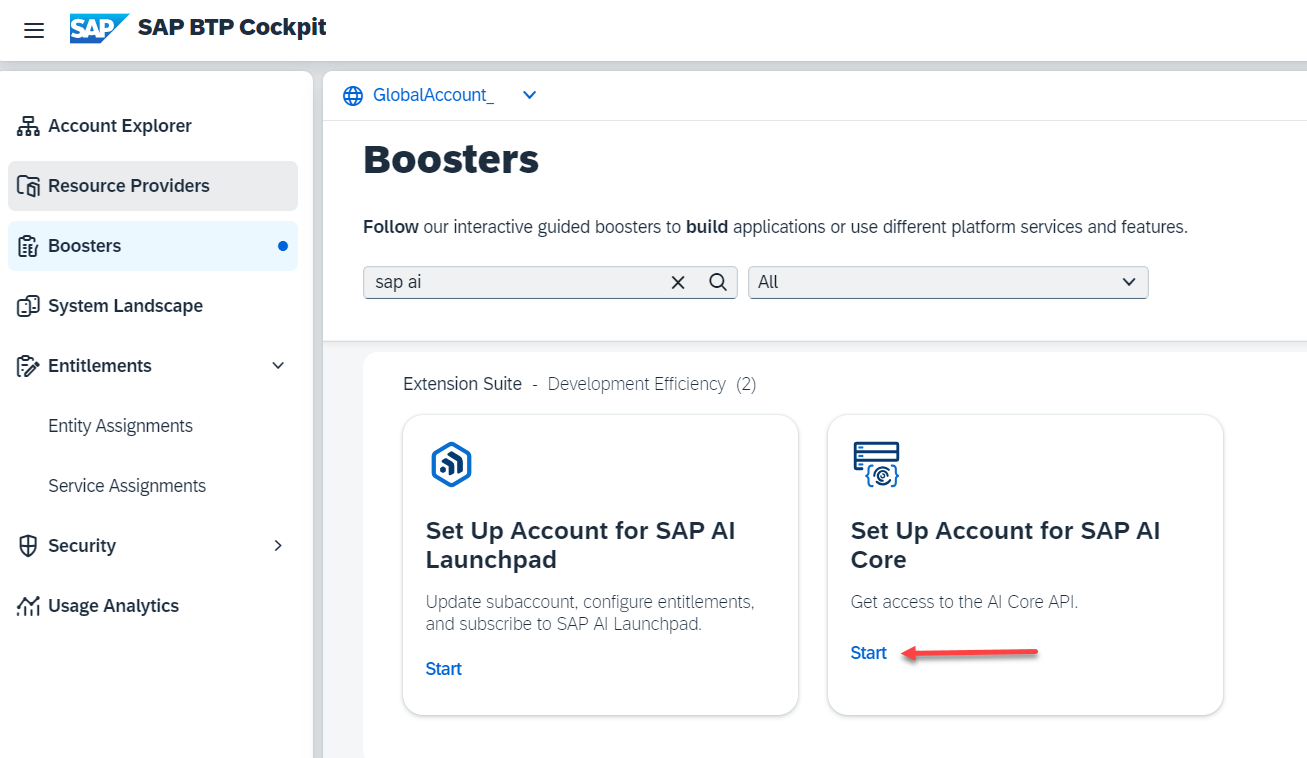 SAP SAP BTP Cockpit
Account Explorer
Resource Providers
Boosters
System Landscape
Entitlements
Entity Assignments
Service Assignments
Security
Usage Analytics
GlobalAccount_
Boosters
Follow our interactive guided boosters to build applications or use different platform services and features.
sap ai
All
Extension Suite - Development Efficiency (2)
Set Up Account for SAP AI
Launchpad
Update subaccount, configure entitlements,
and subscribe to SAP AI Launchpad.
Start
Set Up Account for SAP AI
Core
Get access to the AI Core API.
Start